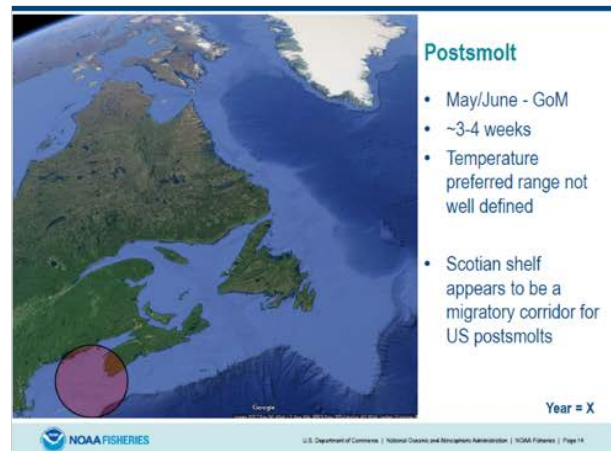 Postsmolt
• May/June - GoM
• ~3-4 weeks
• Temperature
preferred range not
well defined
• Scotian shelf
appears to be a
migratory corridor for
US postsmolts
Google
Year = X
NOAA FISHERIES
U.S. Department of Commerce | National Oceanic and Atmospheric Administration | NOAA Fisheries | Page 14